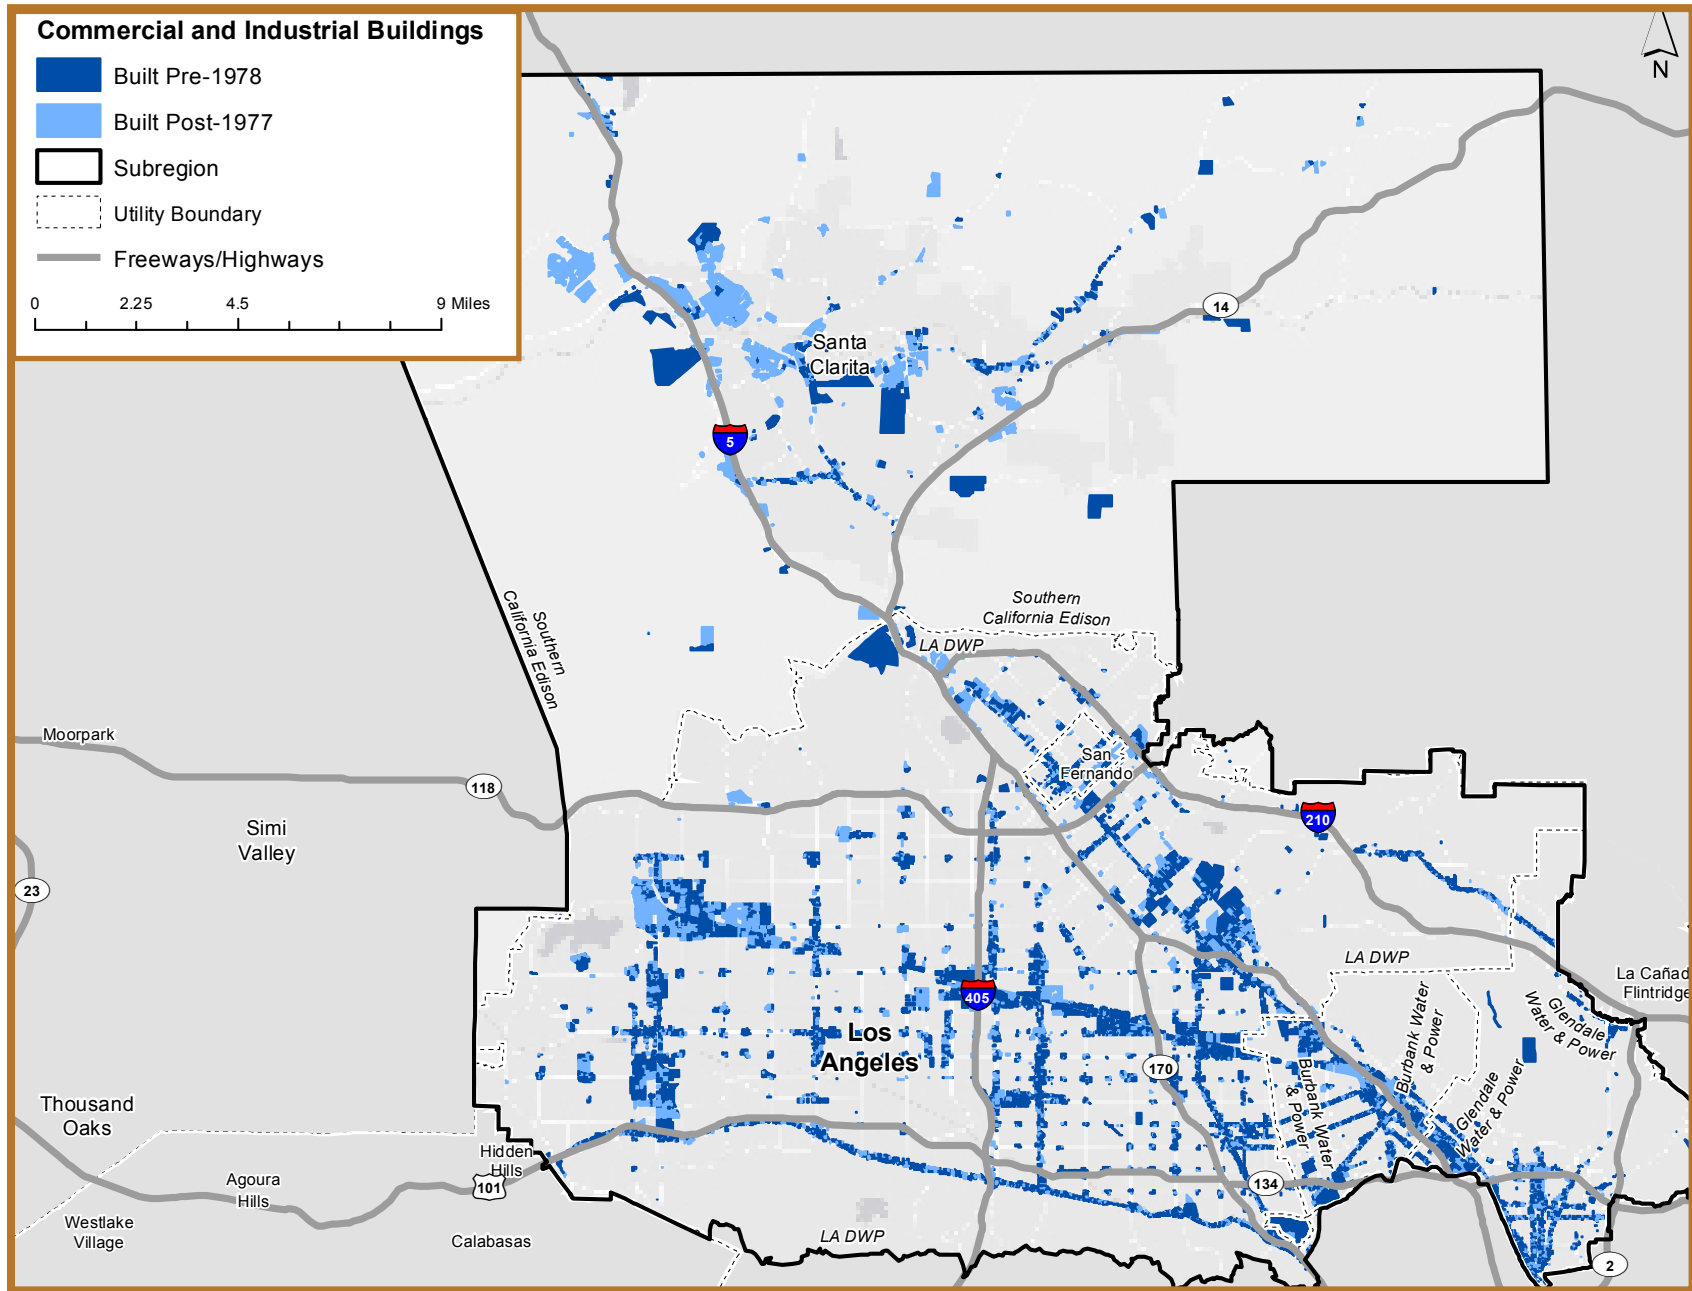 Commercial and Industrial Buildings
Built Pre-1978
Built Post-1977
Subregion
Utility Boundary
Freeways/Highways
0 2.25 4.5 9 Miles
N
14
Santa
Clarita
5
Southern
California Edison
Southern
California Edison
LA DWP
Moorpark
118
San
Fernando
Simi
Valley
210
23
LA DWP
La Cañad
Flintridge
405
Los
Angeles
170
Burbank Water
& Power
Glendale
Water & Power
Burbank Water
& Power
Glendale
Water & Power
Thousand
Oaks
Hidden
Hills
101
Agoura
Hills
134
Westlake
Village
Calabasas
LA DWP
2